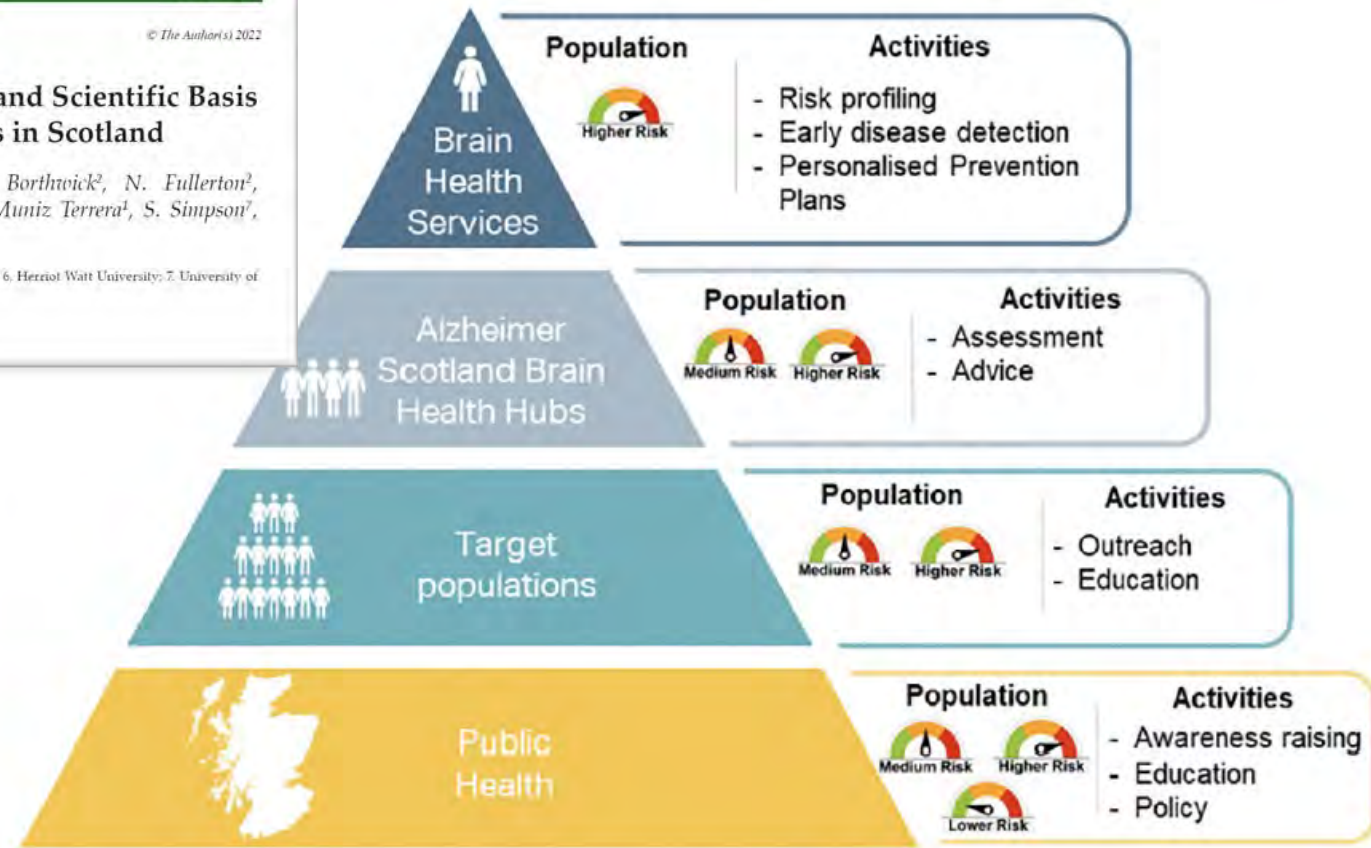 © The Author(s) 2022
and Scientific Basis
s in Scotland
Borthwick², N. Fullerton²,
Muniz Terrera¹, S. Simpson⁷,
6. Herriot Watt University; 7. University of
Brain
Health
Services
Population
Higher Risk
Activities
- Risk profiling
- Early disease detection
- Personalised Prevention
Plans
Alzheimer
Scotland Brain
Health Hubs
Population
Medium Risk Higher Risk
Activities
- Assessment
- Advice
Target
populations
Population
Medium Risk Higher Risk
Activities
- Outreach
- Education
Public
Health
Population
Medium Risk Higher Risk
Lower Risk
Activities
- Awareness raising
- Education
- Policy